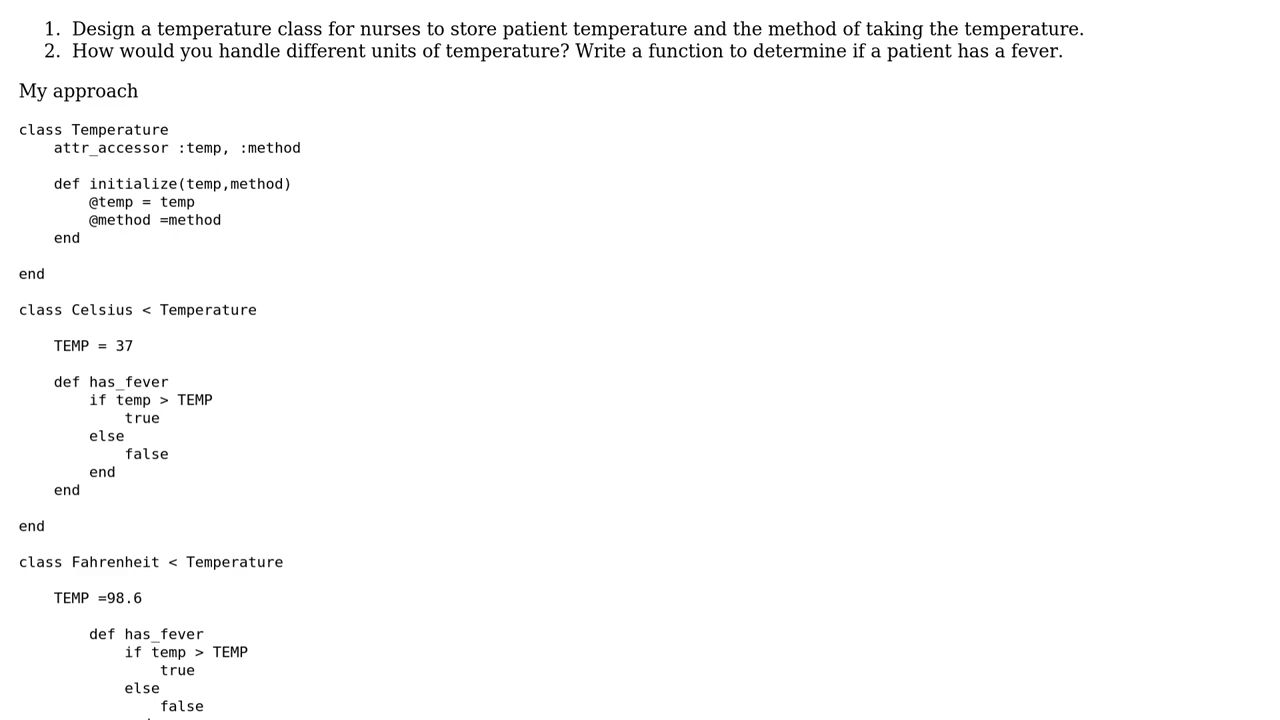 1. Design a temperature class for nurses to store patient temperature and the method of taking the temperature.
2. How would you handle different units of temperature? Write a function to determine if a patient has a fever.
My approach
class Temperature
    attr_accessor :temp, :method
    def initialize(temp,method)
        @temp = temp
        @method =method
    end
end
class Celsius < Temperature
    TEMP = 37
    def has_fever
        if temp > TEMP
            true
        else
            false
        end
    end
end
class Fahrenheit < Temperature
    TEMP =98.6
        def has_fever
            if temp > TEMP
                true
            else
                false